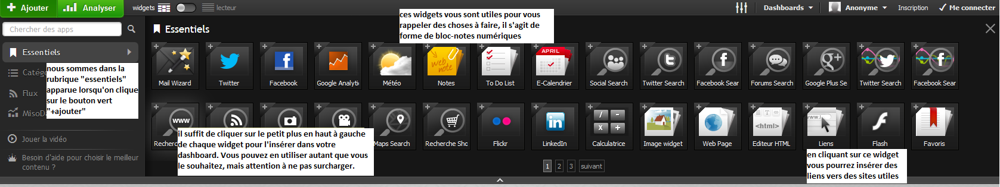 Ajouter
Analyser
widgets
lecteur
Dashboards
Anonyme
Inscription
Me connecter
ces widgets vous sont utiles pour vous
rappeler des choses à faire, il s'agit de
forme de bloc-notes numériques
Chercher des apps
Essentiels
Essentiels
Catég
Flux
MisoDa
nous sommes dans la
rubrique "essentiels"
apparue lorsqu'on clique
sur le bouton vert
"+ajouter"
Jouer la vidéo
Besoin d'aide pour choisir le meilleur
contenu ?
web
note
APRIL
Mail Wizard
Twitter
Facebook
Google Analyti
Météo
Notes
To Do List
E-Calendrier
Social Search
Twitter Search
Facebook Sear
Forums Search
Google Plus Se
Twitter Search
Facebook Sear
www
<html>
www.l
Recherc
Maps Search
Recherche Sho
Flickr
LinkedIn
Calculatrice
Image widget
Web Page
Editeur HTML
Liens
Flash
Favoris
il suffit de cliquer sur le petit plus en haut à gauche
de chaque widget pour l'insérer dans votre
dashboard. Vous pouvez en utiliser autant que vous
le souhaitez, mais attention à ne pas surcharger.
en cliquant sur ce widget
vous pourrez insérer des
liens vers des sites utiles
1 2 3 suivant